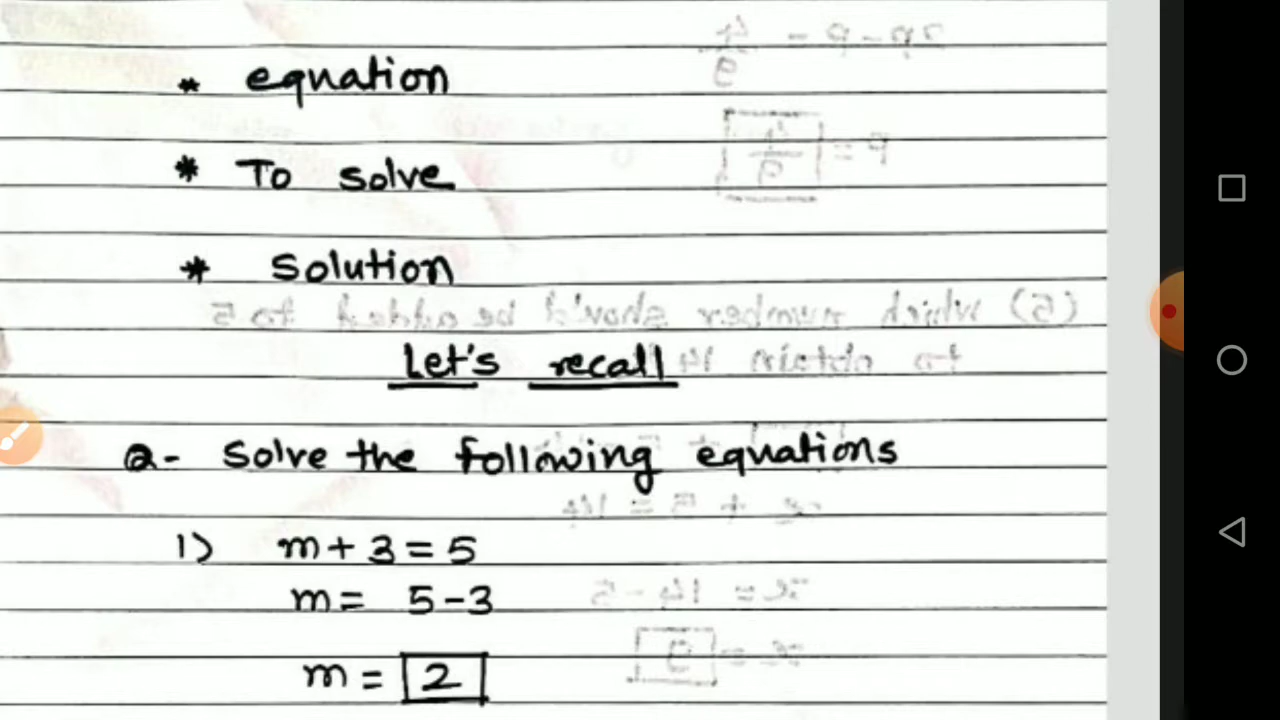 * equation
* To solve
* Solution
Let's recall
Q- Solve the following equations
1) m + 3 = 5
m = 5 - 3
m = 2